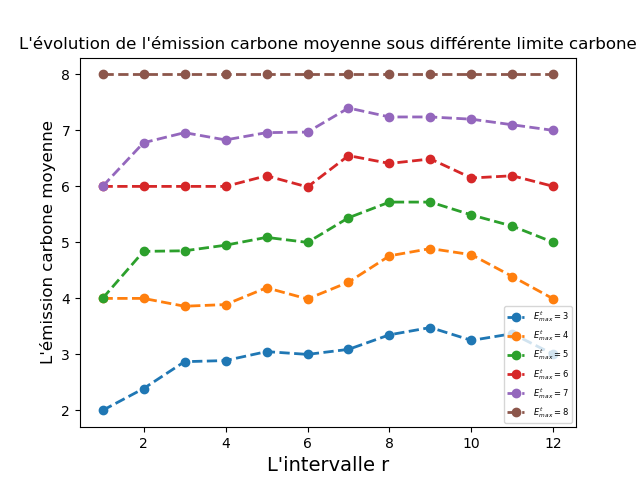 L'évolution de l'émission carbone moyenne sous différente limite carbone
L'émission carbone moyenne
8
7
6
5
4
3
2
2 4 6 8 10 12
L'intervalle r
E^t_max = 3
E^t_max = 4
E^t_max = 5
E^t_max = 6
E^t_max = 7
E^t_max = 8